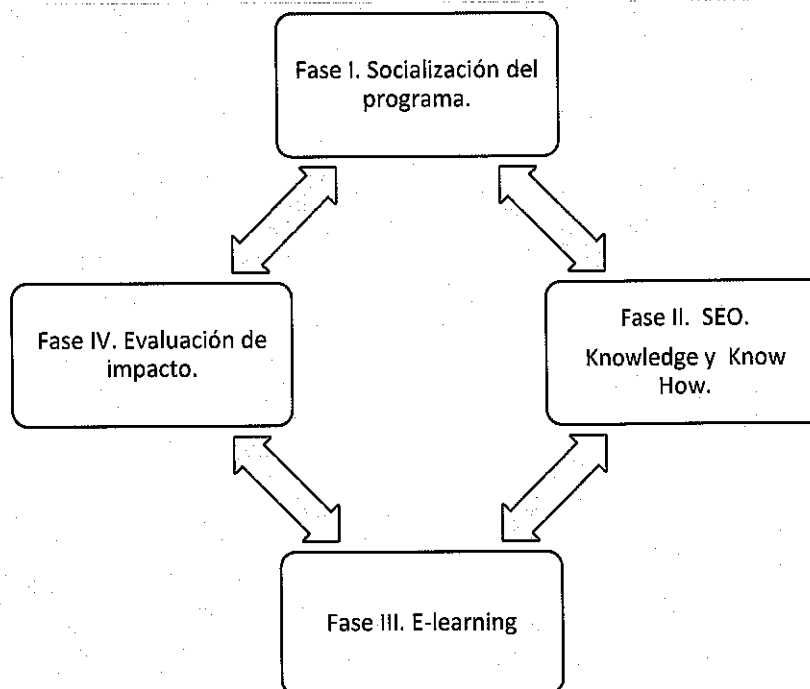 Fase I. Socialización del
programa.
Fase IV. Evaluación de
impacto.
Fase II. SEO.
Knowledge y Know
How.
Fase III. E-learning